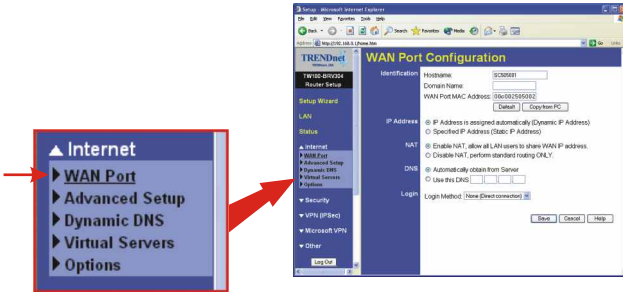 Internet
WAN Port
Advanced Setup
Dynamic DNS
Virtual Servers
Options
Setup - Microsoft Internet Explorer
File Edit View Favorites Tools Help
Back Search Favorites Media
Address Go Links
TRENDnet
TW100-BRV304
Router Setup
Setup Wizard
LAN
Status
Internet
WAN Port
Advanced Setup
Dynamic DNS
Virtual Servers
Options
Security
VPN (IPSec)
Microsoft VPN
Other
Log Out
WAN Port Configuration
Identification
Hostname: SC505001
Domain Name:
WAN Port MAC Address: 00c002505002
Default Copy from PC
IP Address
IP Address is assigned automatically (Dynamic IP Address)
Specified IP Address (Static IP Address)
NAT
Enable NAT, allow all LAN users to share WAN IP address.
Disable NAT, perform standard routing ONLY.
DNS
Automatically obtain from Server
Use this DNS
Login
Login Method: None (Direct connection)
Save Cancel Help